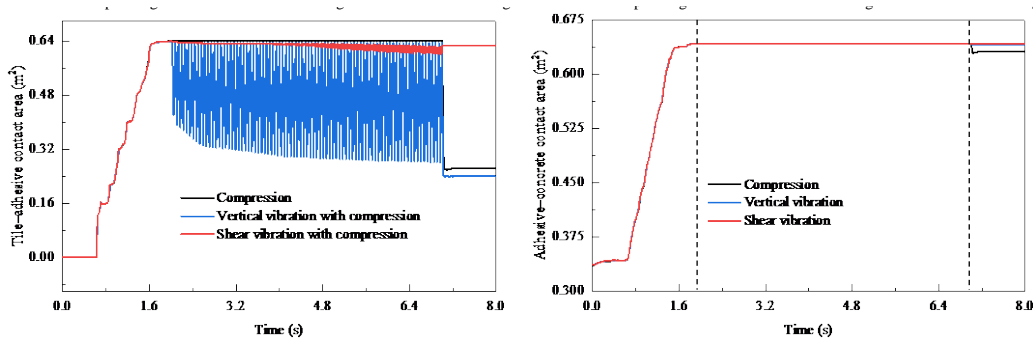 Tile-adhesive contact area (m²)
0.64
0.48
0.32
0.16
0.00
Compression
Vertical vibration with compression
Shear vibration with compression
0.0 1.6 3.2 4.8 6.4 8.0
Time (s)
Adhesive-concrete contact area (m²)
0.675
0.600
0.525
0.450
0.375
0.300
Compression
Vertical vibration
Shear vibration
0.0 1.6 3.2 4.8 6.4 8.0
Time (s)